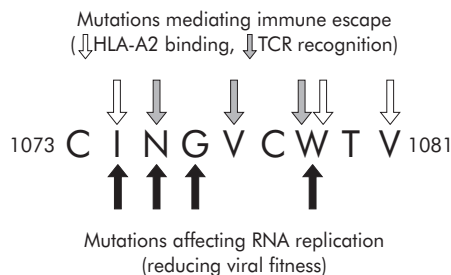 Mutations mediating immune escape
(⇩HLA-A2 binding, ⇩TCR recognition)
1073 C I N G V C W T V 1081
Mutations affecting RNA replication
(reducing viral fitness)